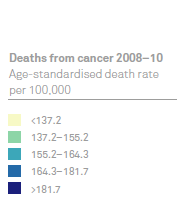 Deaths from cancer 2008–10
Age-standardised death rate
per 100,000
<137.2
137.2–155.2
155.2–164.3
164.3–181.7
>181.7